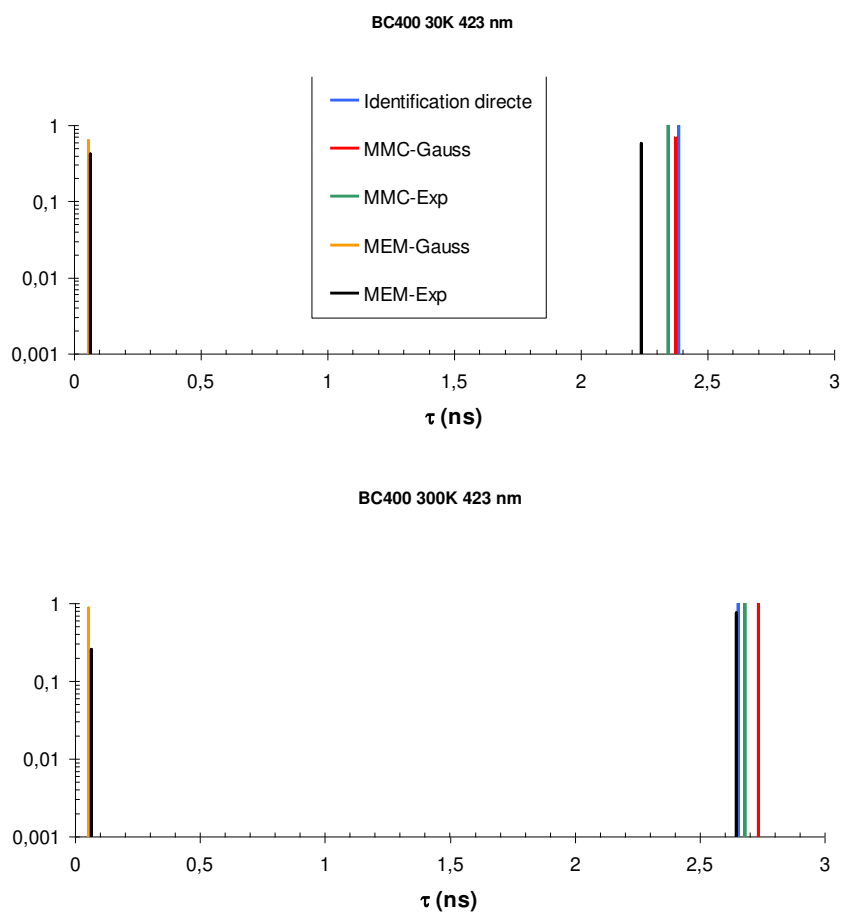 BC400 30K 423 nm
Identification directe
MMC-Gauss
MMC-Exp
MEM-Gauss
MEM-Exp
1
0,1
0,01
0,001
0 0,5 1 1,5 2 2,5 3
τ (ns)
BC400 300K 423 nm
1
0,1
0,01
0,001
0 0,5 1 1,5 2 2,5 3
τ (ns)